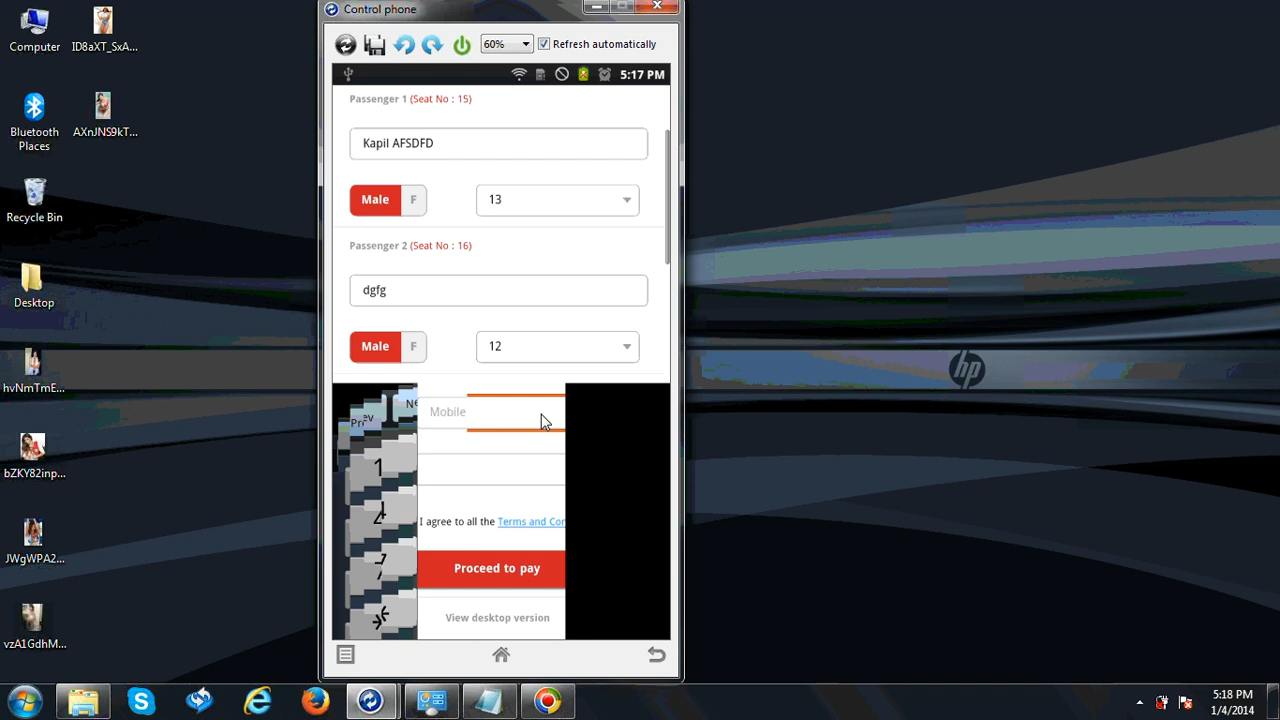 Control phone
60%
Refresh automatically
5:17 PM
Passenger 1 (Seat No : 15)
Kapil AFSDFD
Male F
13
Passenger 2 (Seat No : 16)
dgfg
Male F
12
Mobile
1
4
7
*
I agree to all the Terms and Con
Proceed to pay
View desktop version
Computer
ID8aXT_SxA...
Bluetooth
Places
AXnJNS9kT...
Recycle Bin
Desktop
hvNmTmE...
bZKY82inp...
JWgWPA2...
vzA1GdhM...
hp
5:18 PM
1/4/2014